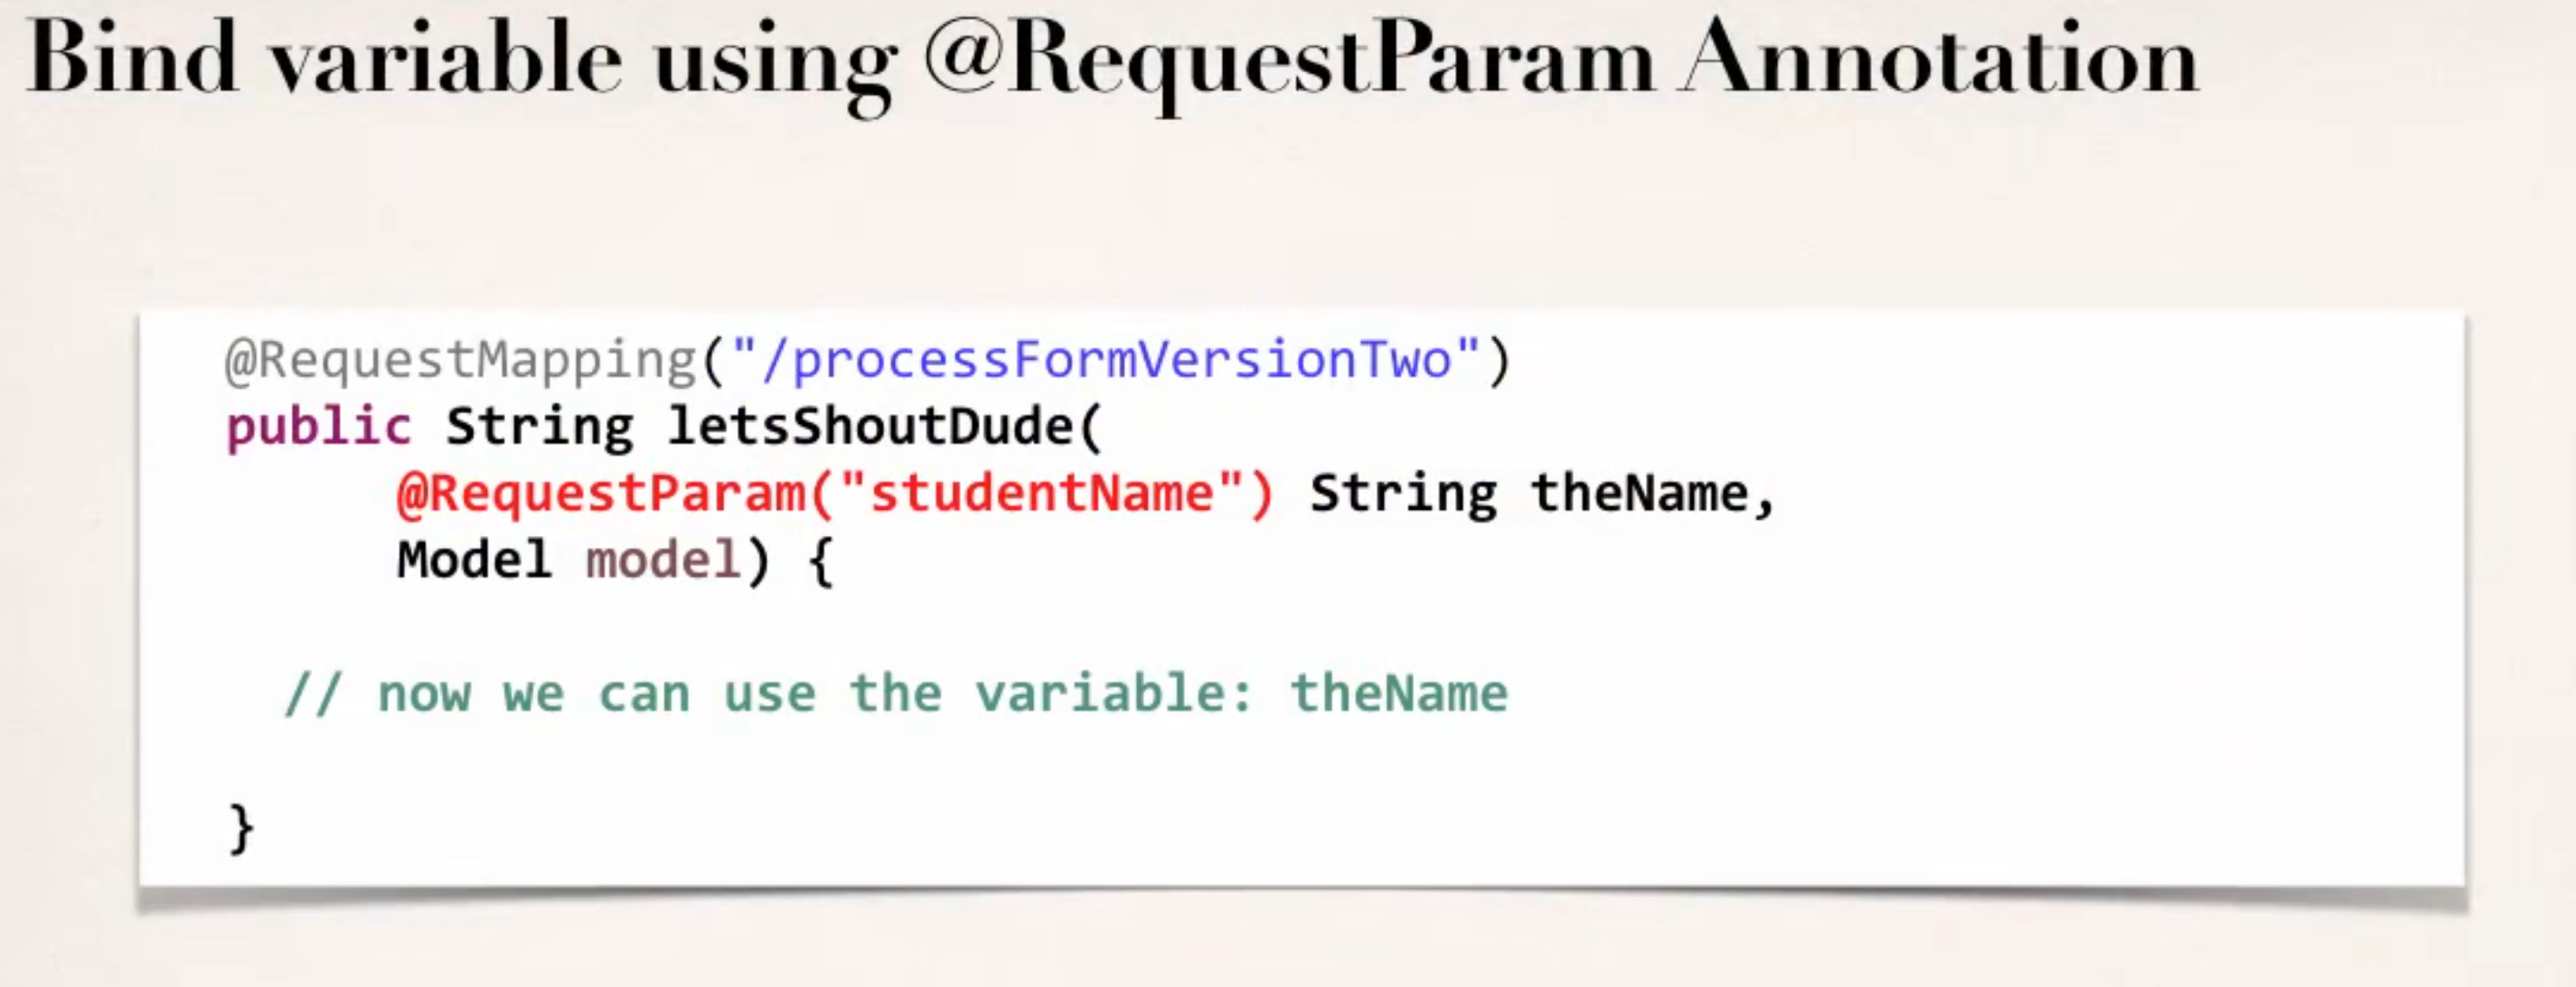 Bind variable using @RequestParam Annotation
@RequestMapping("/processFormVersionTwo")
public String letsShoutDude(
@RequestParam("studentName") String theName,
Model model) {
// now we can use the variable: theName
}